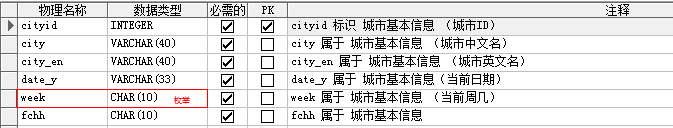 物理名称 数据类型 必需的 PK 注释
cityid INTEGER cityid 标识 城市基本信息 （城市ID）
city VARCHAR(40) city 属于 城市基本信息 （城市中文名）
city_en VARCHAR(40) city_en 属于 城市基本信息 （城市英文名）
date_y VARCHAR(33) date_y 属于 城市基本信息（当前日期）
week CHAR(10) 枚举 week 属于 城市基本信息 （当前周几）
fchh CHAR(10) fchh 属于 城市基本信息